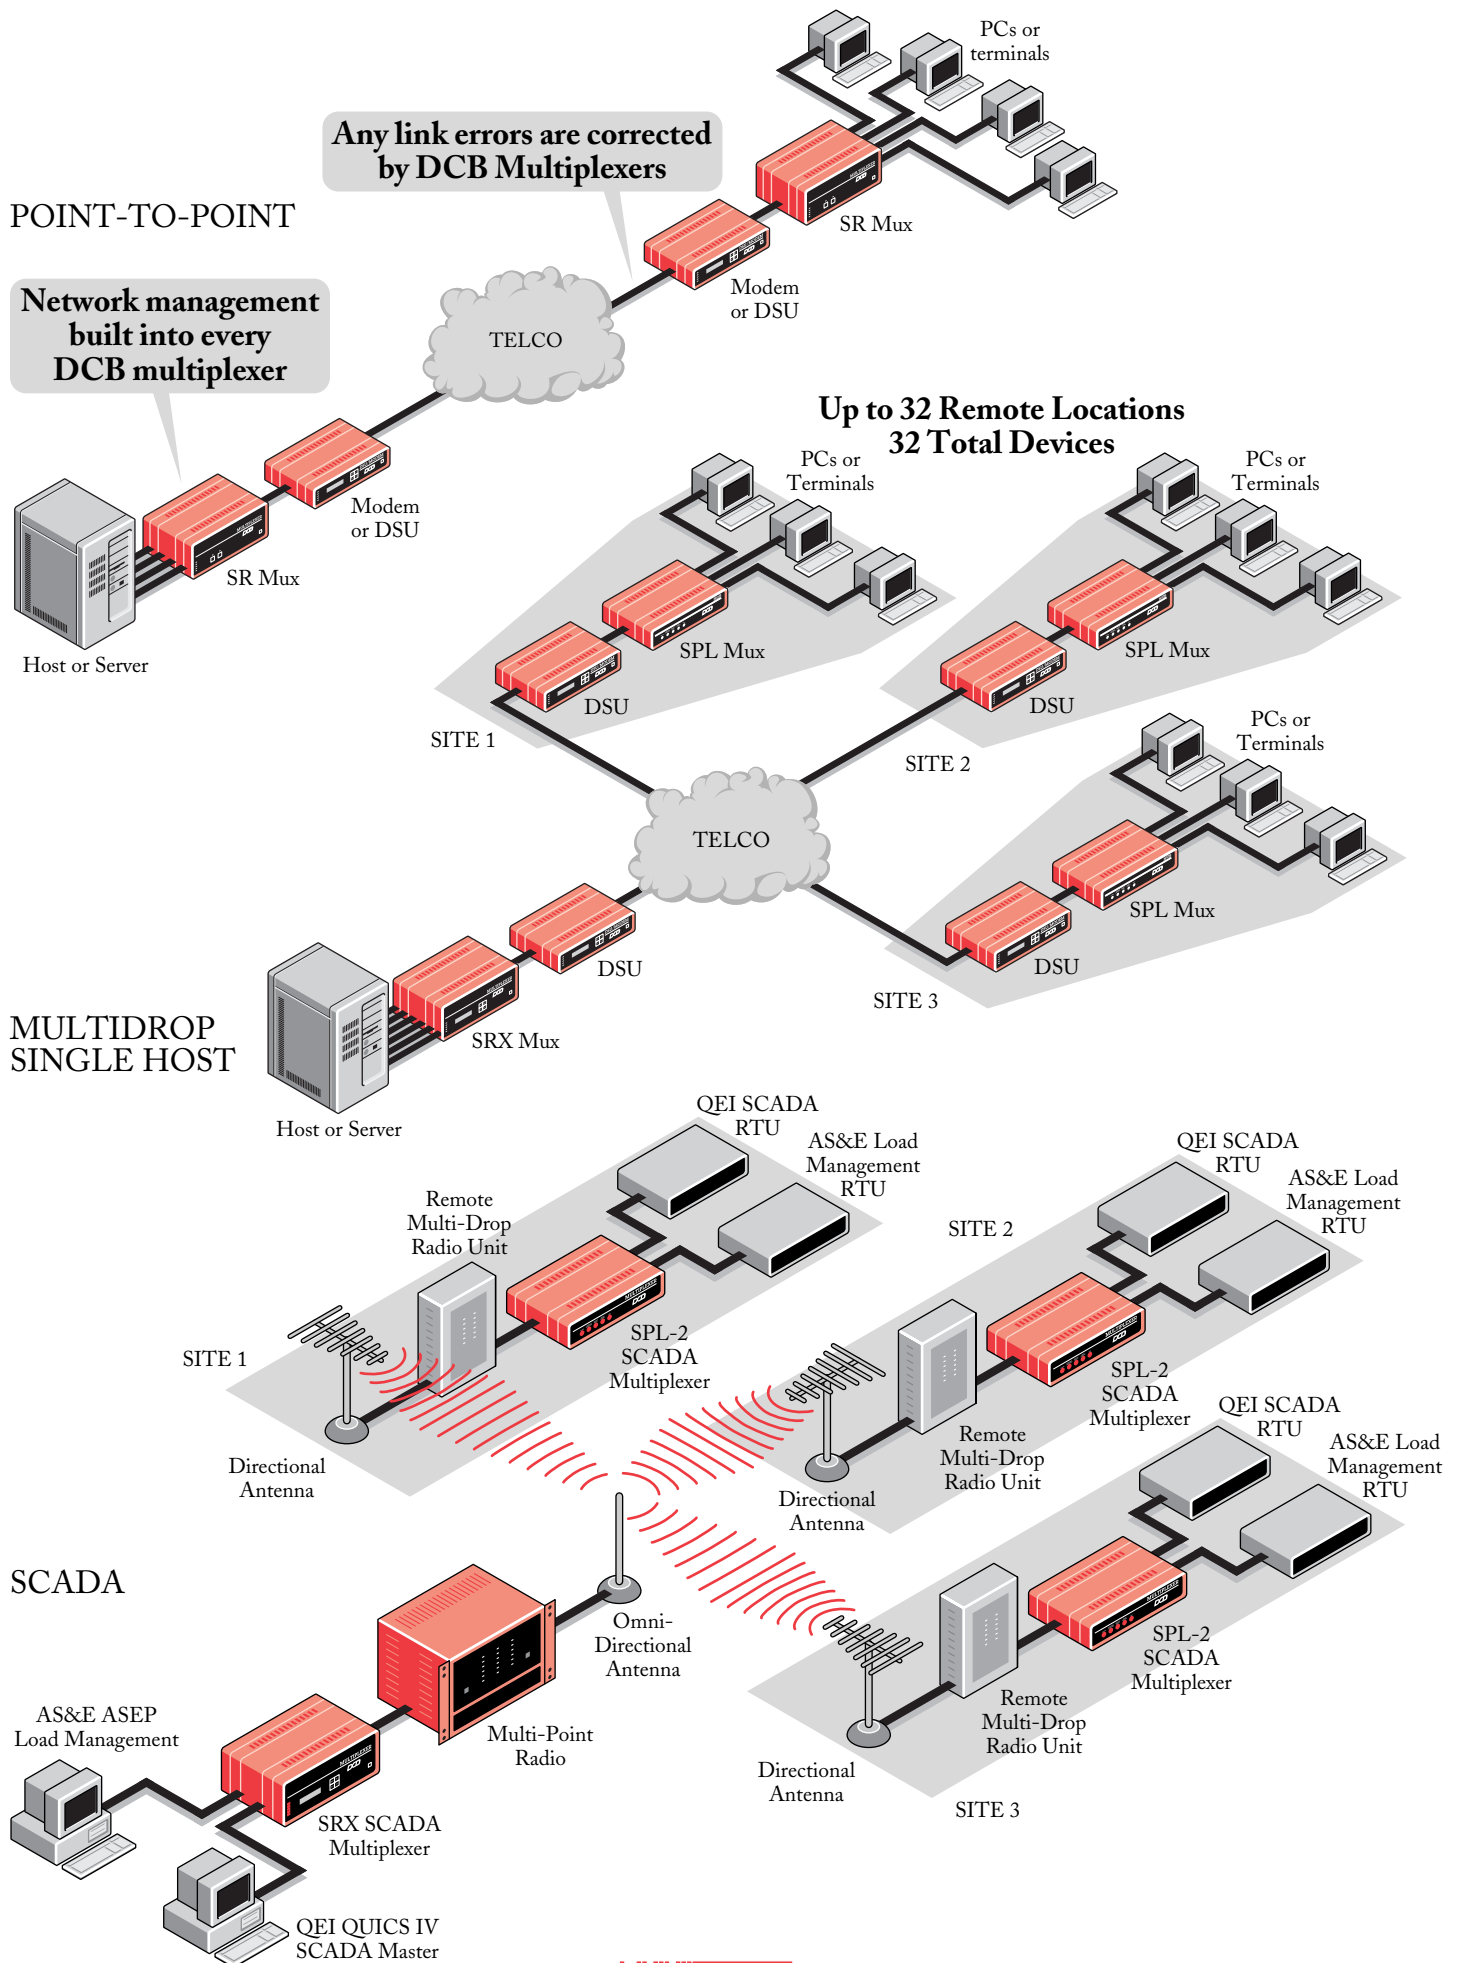 PCs or
terminals
Any link errors are corrected
by DCB Multiplexers
POINT-TO-POINT
MULTIPLEXER
SR Mux
Modem
or DSU
Network management
built into every
DCB multiplexer
TELCO
MULTIPLEXER
SR Mux
Modem
or DSU
Host or Server
Up to 32 Remote Locations
32 Total Devices
PCs or
Terminals
SPL Mux
DSU
SITE 1
PCs or
Terminals
SPL Mux
DSU
SITE 2
PCs or
Terminals
SPL Mux
DSU
SITE 3
TELCO
DSU
MULTIPLEXER
SRX Mux
MULTIDROP
SINGLE HOST
Host or Server
QEI SCADA
RTU
AS&E Load
Management
RTU
Remote
Multi-Drop
Radio Unit
MULTIPLEXER
SPL-2
SCADA
Multiplexer
SITE 1
Directional
Antenna
QEI SCADA
RTU
AS&E Load
Management
RTU
SITE 2
MULTIPLEXER
SPL-2
SCADA
Multiplexer
Remote
Multi-Drop
Radio Unit
Directional
Antenna
QEI SCADA
RTU
AS&E Load
Management
RTU
MULTIPLEXER
SPL-2
SCADA
Multiplexer
Remote
Multi-Drop
Radio Unit
Directional
Antenna
SITE 3
SCADA
Omni-
Directional
Antenna
Multi-Point
Radio
AS&E ASEP
Load Management
MULTIPLEXER
SRX SCADA
Multiplexer
QEI QUICS IV
SCADA Master